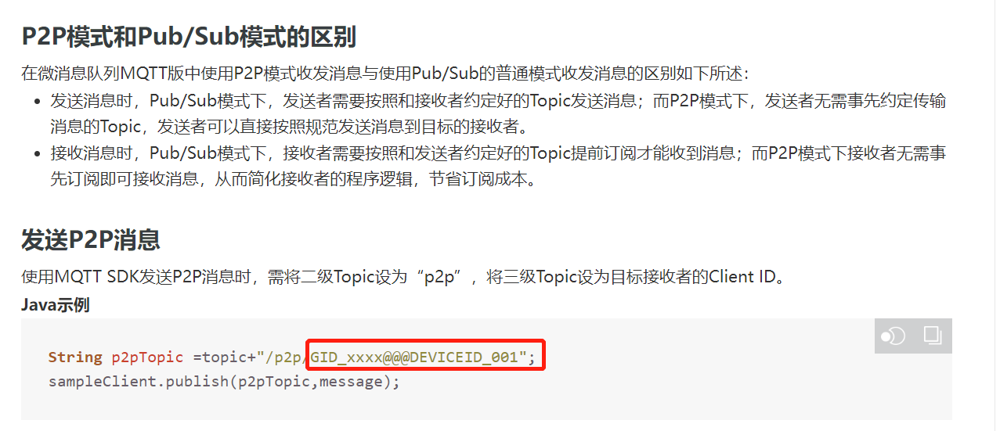 P2P模式和Pub/Sub模式的区别
在微消息队列MQTT版中使用P2P模式收发消息与使用Pub/Sub的普通模式收发消息的区别如下所述：
• 发送消息时，Pub/Sub模式下，发送者需要按照和接收者约定好的Topic发送消息；而P2P模式下，发送者无需事先约定传输
消息的Topic，发送者可以直接按照规范发送消息到目标的接收者。
• 接收消息时，Pub/Sub模式下，接收者需要按照和发送者约定好的Topic提前订阅才能收到消息；而P2P模式下接收者无需事
先订阅即可接收消息，从而简化接收者的程序逻辑，节省订阅成本。
发送P2P消息
使用MQTT SDK发送P2P消息时，需将二级Topic设为“p2p”，将三级Topic设为目标接收者的Client ID。
Java示例
String p2pTopic =topic+"/p2p/GID_xxxx@@@DEVICEID_001";
sampleClient.publish(p2pTopic,message);